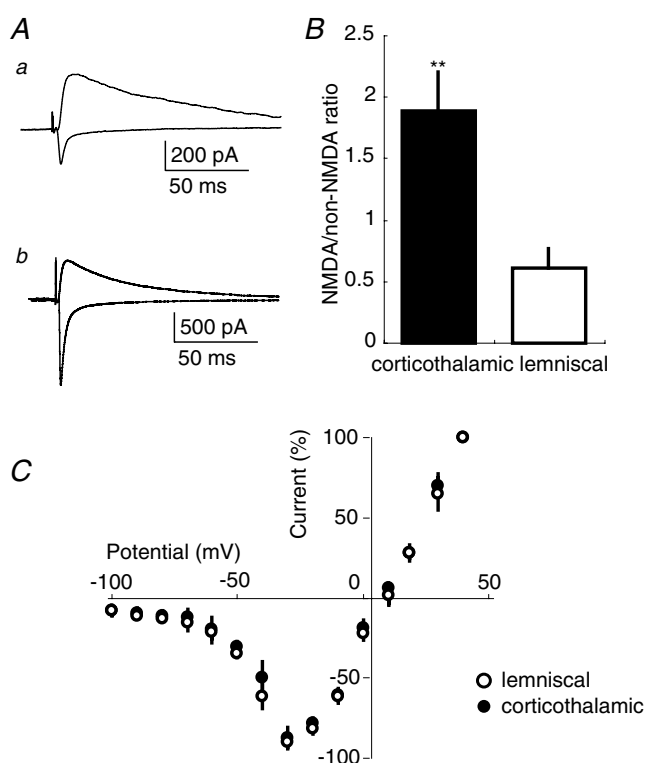 A
a
200 pA
50 ms
b
500 pA
50 ms
B
NMDA/non-NMDA ratio
2.5
**
2
1.5
1
0.5
0
corticothalamic lemniscal
C
Current (%)
100
50
Potential (mV)
-100
-50
0
50
-50
-100
lemniscal
corticothalamic